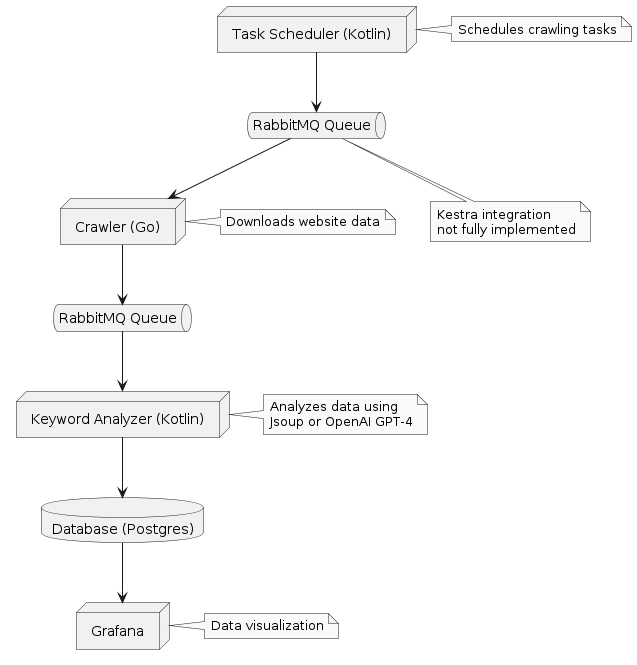 Task Scheduler (Kotlin)
Schedules crawling tasks
RabbitMQ Queue
Crawler (Go)
Downloads website data
Kestra integration
not fully implemented
RabbitMQ Queue
Keyword Analyzer (Kotlin)
Analyzes data using
Jsoup or OpenAI GPT-4
Database (Postgres)
Grafana
Data visualization